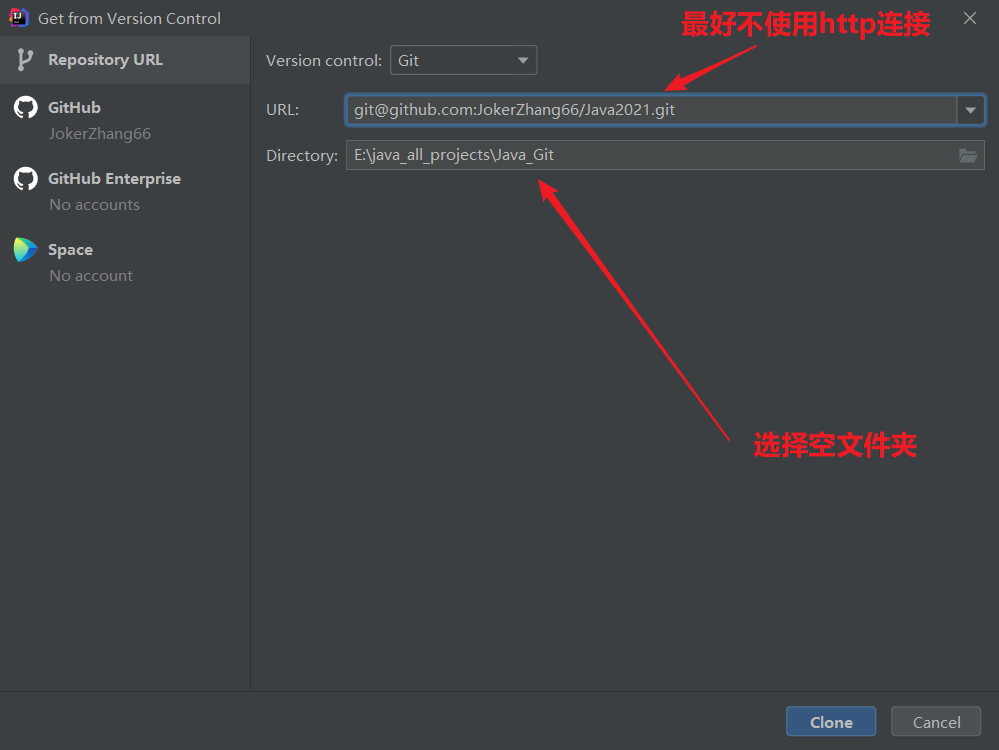 Get from Version Control
最好不使用http连接
Repository URL
Version control: Git
GitHub
JokerZhang66
URL: git@github.com:JokerZhang66/Java2021.git
Directory: E:\java_all_projects\Java_Git
GitHub Enterprise
No accounts
Space
No account
选择空文件夹
Clone
Cancel